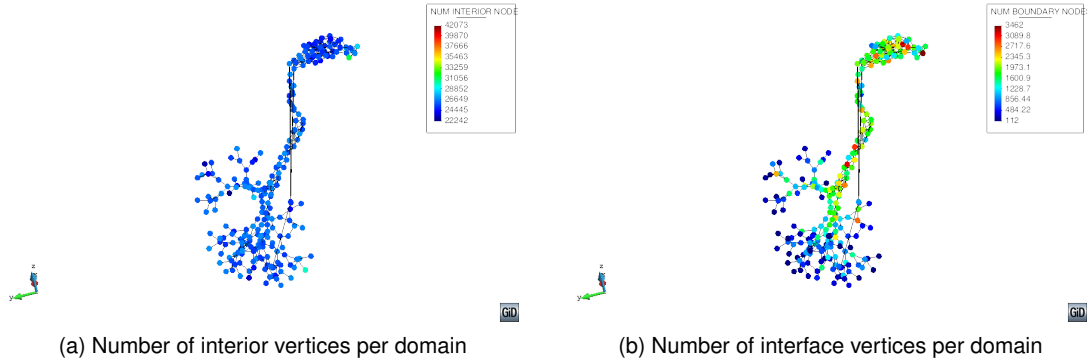 NUM INTERIOR NODE
42073
39870
37666
35463
33259
31056
28852
26649
24445
22242
z
y
GiD
(a) Number of interior vertices per domain
NUM BOUNDARY NODE
3462
3089.8
2717.6
2345.3
1973.1
1600.9
1228.7
856.44
484.22
112
z
y
GiD
(b) Number of interface vertices per domain